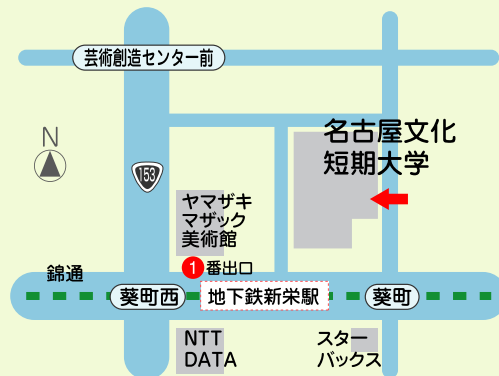 芸術創造センター前
名古屋文化
短期大学
N
153
ヤマザキ
マザック
美術館
1番出口
錦通
葵町西
地下鉄新栄駅
葵町
NTT
DATA
スター
バックス